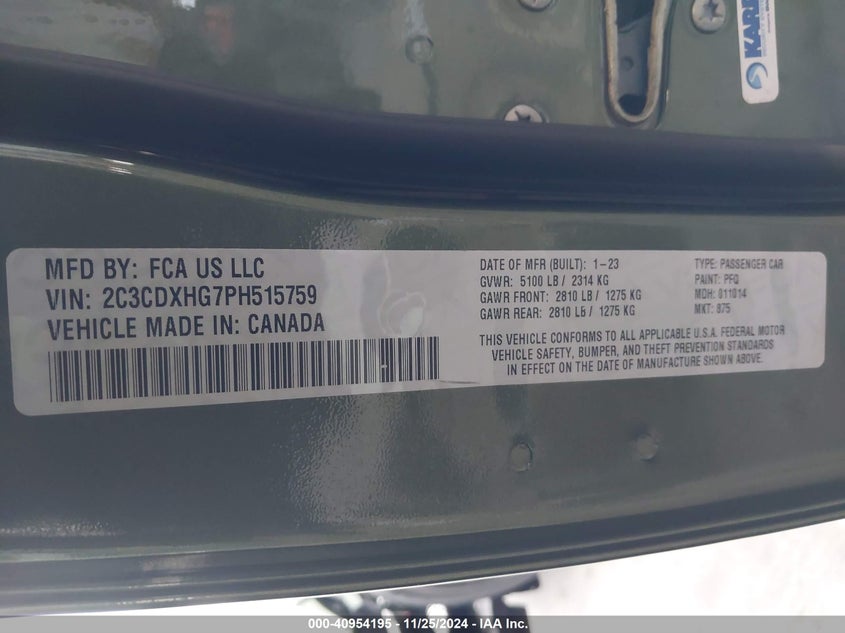 MFD BY: FCA US LLC
VIN: 2C3CDXHG7PH515759
VEHICLE MADE IN: CANADA
DATE OF MFR (BUILT): 1-23
GVWR: 5100 LB / 2314 KG
GAWR FRONT: 2810 LB / 1275 KG
GAWR REAR: 2810 LB / 1275 KG
TYPE: PASSENGER CAR
PAINT: PFQ
MDH: 011014
MKT: 875
THIS VEHICLE CONFORMS TO ALL APPLICABLE U.S.A. FEDERAL MOTOR
VEHICLE SAFETY, BUMPER, AND THEFT PREVENTION STANDARDS
IN EFFECT ON THE DATE OF MANUFACTURE SHOWN ABOVE.
000-40954195 - 11/25/2024 - IAA Inc.